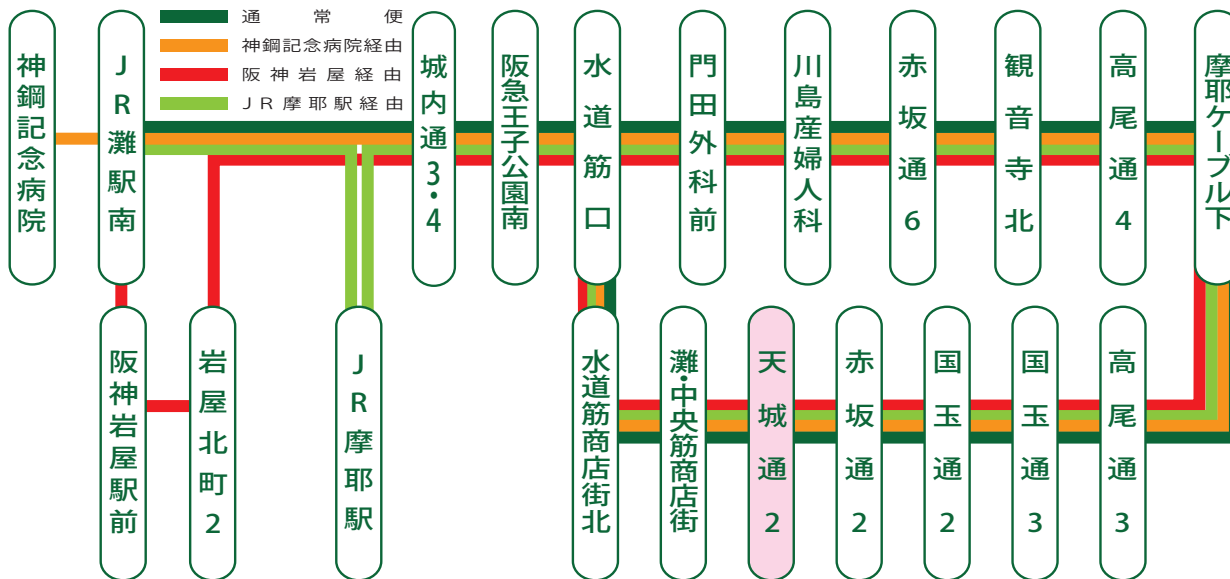 通常便
神鋼記念病院経由
阪神岩屋経由
JR摩耶駅経由
神鋼記念病院
JR灘駅南
城内通3・4
阪急王子公園南
水道筋口
門田外科前
川島産婦人科
赤坂通6
観音寺北
高尾通4
摩耶ケーブル下
阪神岩屋駅前
岩屋北町2
JR摩耶駅
水道筋商店街北
灘・中央筋商店街
天城通2
赤坂通2
国玉通2
国玉通3
高尾通3